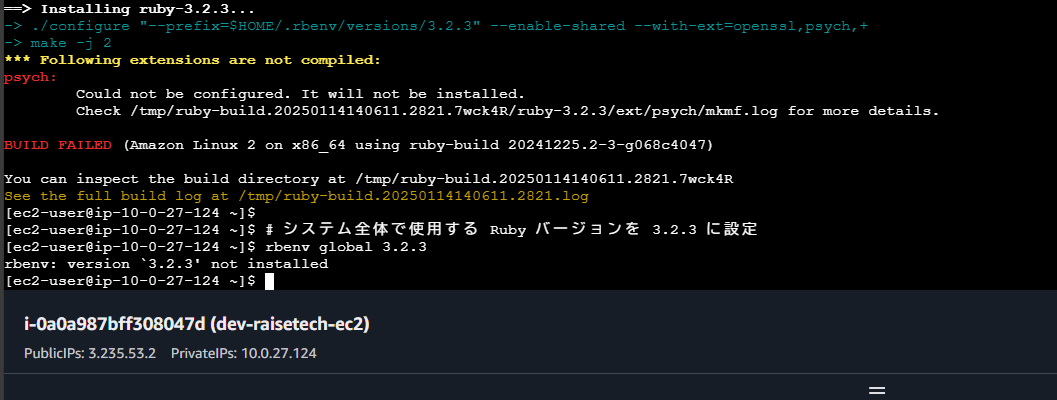 ==> Installing ruby-3.2.3...
-> ./configure "--prefix=$HOME/.rbenv/versions/3.2.3" --enable-shared --with-ext=openssl,psych,+
-> make -j 2
*** Following extensions are not compiled:
psych:
        Could not be configured. It will not be installed.
        Check /tmp/ruby-build.20250114140611.2821.7wck4R/ruby-3.2.3/ext/psych/mkmf.log for more details.
BUILD FAILED (Amazon Linux 2 on x86_64 using ruby-build 20241225.2-3-g068c4047)
You can inspect the build directory at /tmp/ruby-build.20250114140611.2821.7wck4R
See the full build log at /tmp/ruby-build.20250114140611.2821.log
[ec2-user@ip-10-0-27-124 ~]$
[ec2-user@ip-10-0-27-124 ~]$ # システム全体で使用する Ruby バージョンを 3.2.3 に設定
[ec2-user@ip-10-0-27-124 ~]$ rbenv global 3.2.3
rbenv: version `3.2.3' not installed
[ec2-user@ip-10-0-27-124 ~]$
i-0a0a987bff308047d (dev-raisetech-ec2)
PublicIPs: 3.235.53.2 PrivateIPs: 10.0.27.124